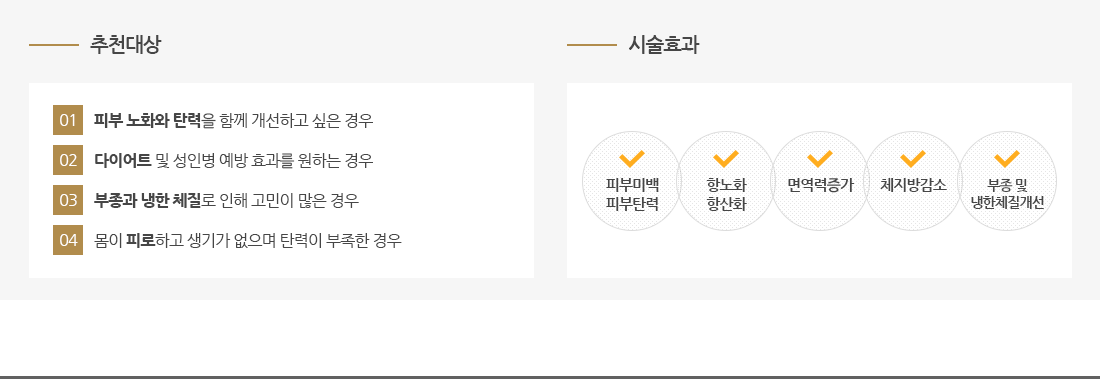 추천대상
01 피부 노화와 탄력을 함께 개선하고 싶은 경우
02 다이어트 및 성인병 예방 효과를 원하는 경우
03 부종과 냉한 체질로 인해 고민이 많은 경우
04 몸이 피로하고 생기가 없으며 탄력이 부족한 경우
시술효과
피부미백
피부탄력
항노화
항산화
면역력증가
체지방감소
부종 및
냉한체질개선